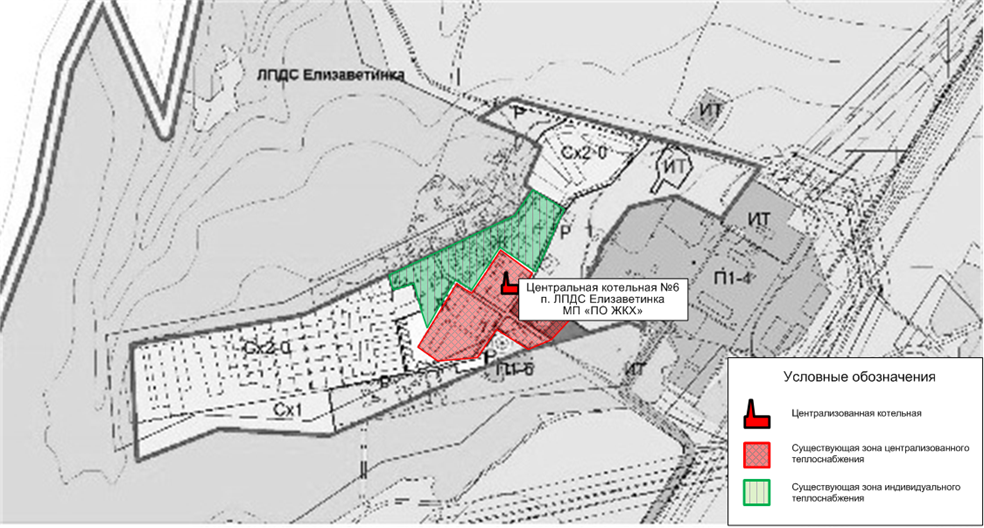 ЛПДС Елизаветинка
ИТ
Р
Сх2-0
ИТ
ИТ
Ж
Р 1
П1-4
Центральная котельная №6
п. ЛПДС Елизаветинка
МП «ПО ЖКХ»
Сх2-0
Р
П1-6
ИТ
Р
Сх1
Условные обозначения
Централизованная котельная
Существующая зона централизованного
теплоснабжения
Существующая зона индивидуального
теплоснабжения